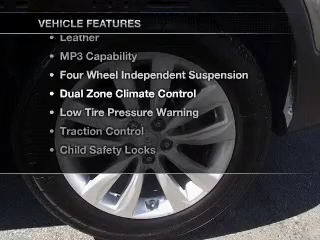 VEHICLE FEATURES
• Leather
• MP3 Capability
• Four Wheel Independent Suspension
• Dual Zone Climate Control
• Low Tire Pressure Warning
• Traction Control
• Child Safety Locks